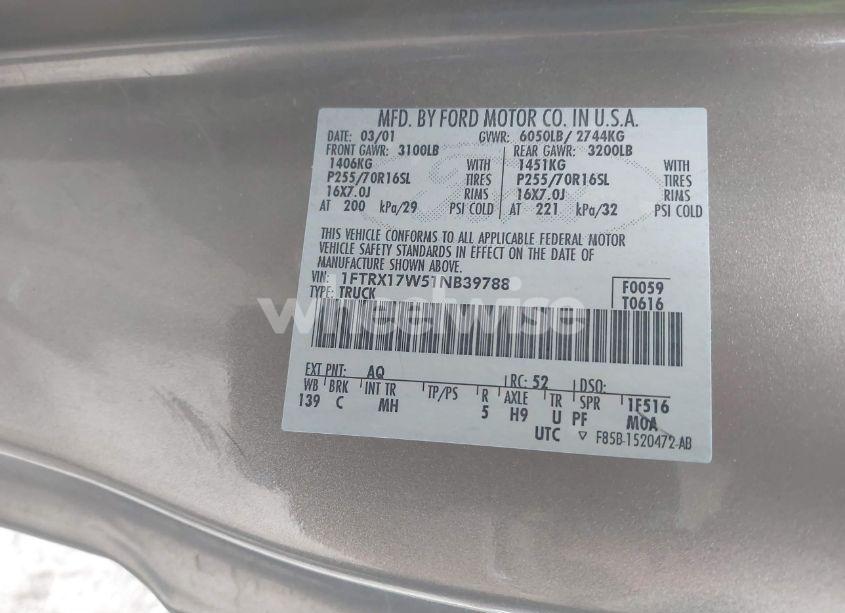 MFD. BY FORD MOTOR CO. IN U.S.A.
DATE: 03/01 GVWR: 6050LB/ 2744KG
FRONT GAWR: 3100LB REAR GAWR: 3200LB
1406KG WITH 1451KG WITH
P255/70R16SL TIRES P255/70R16SL TIRES
16X7.0J RIMS 16X7.0J RIMS
AT 200 kPa/29 PSI COLD AT 221 kPa/32 PSI COLD
THIS VEHICLE CONFORMS TO ALL APPLICABLE FEDERAL MOTOR
VEHICLE SAFETY STANDARDS IN EFFECT ON THE DATE OF
MANUFACTURE SHOWN ABOVE.
VIN: 1FTRX17W51NB39788 F0059
TYPE: TRUCK T0616
wheelwise
EXT PNT: AQ RC: 52 DSO:
WB BRK INT TR TP/PS R AXLE TR SPR 1F516
139 C MH 5 H9 U PF M0A
UTC ▽ F85B-1520472-AB